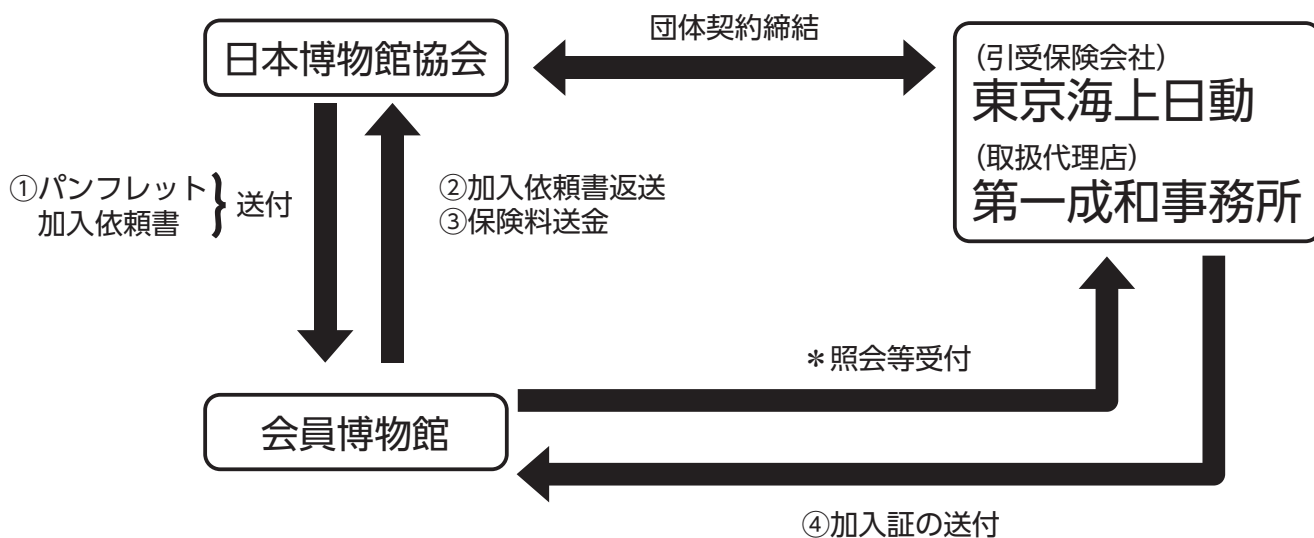 団体契約締結
日本博物館協会
(引受保険会社)
東京海上日動
(取扱代理店)
第一成和事務所
①パンフレット
加入依頼書
送付
②加入依頼書返送
③保険料送金
＊照会等受付
会員博物館
④加入証の送付